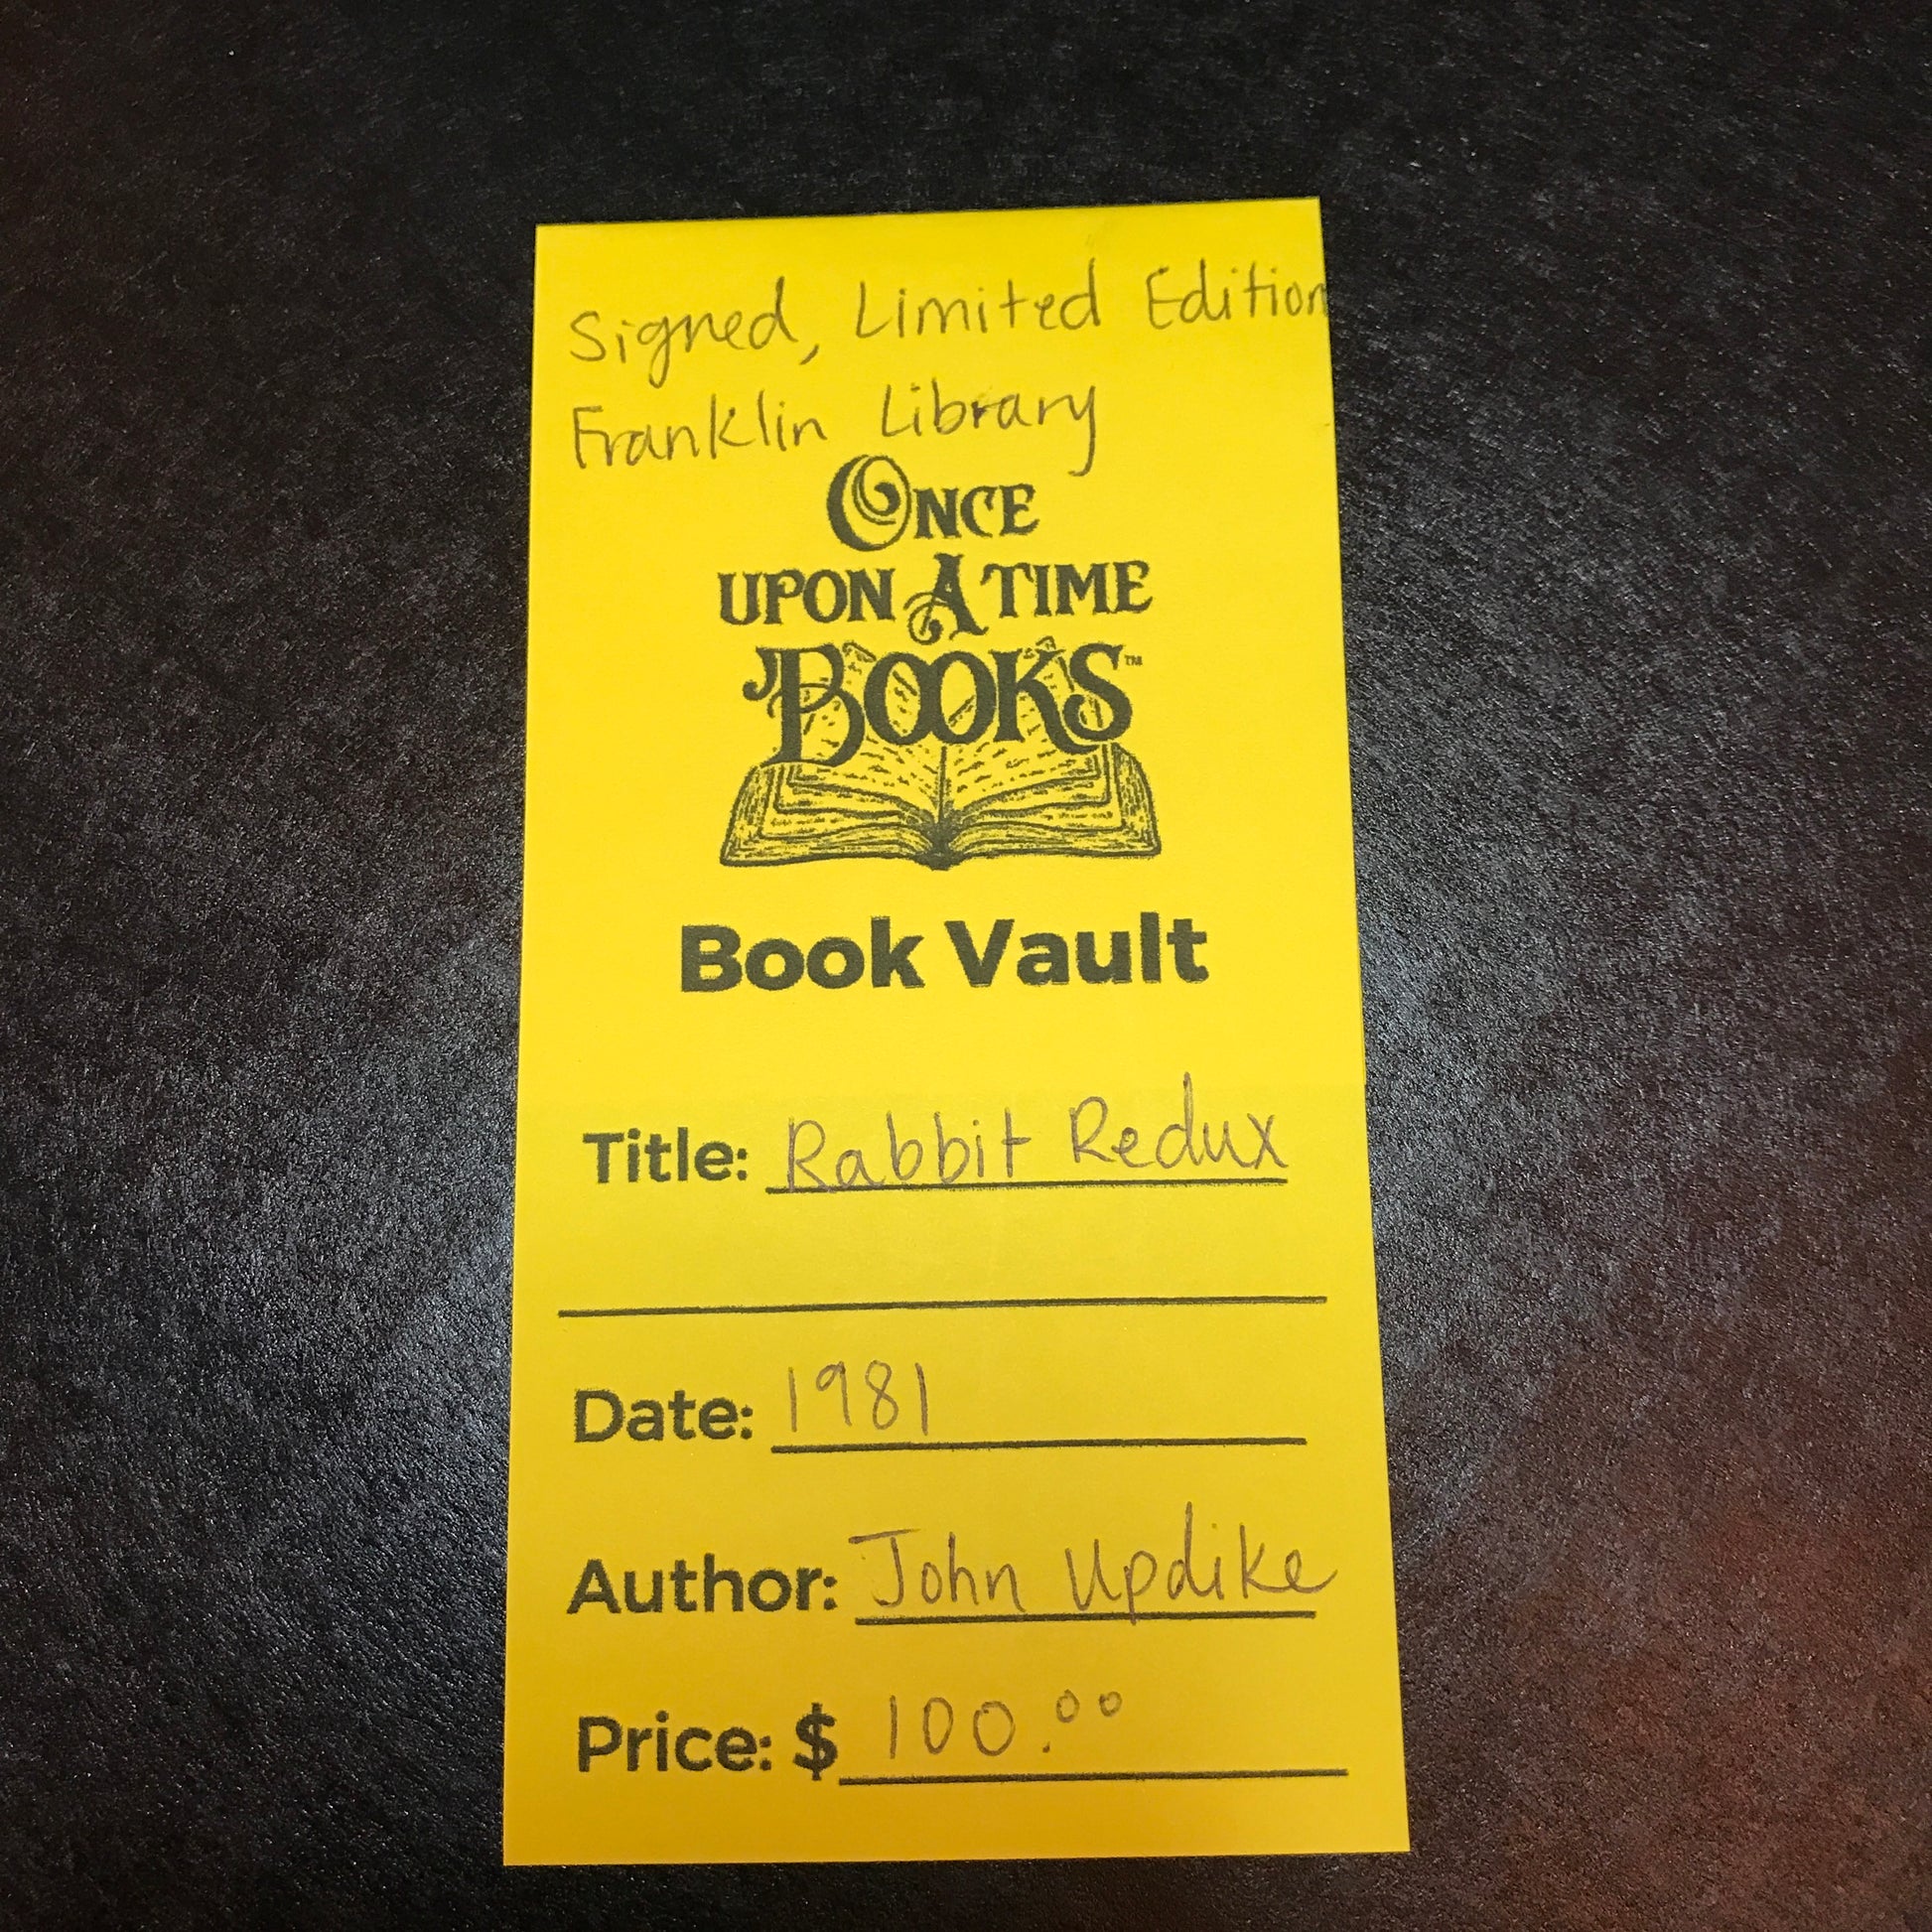 Signed, Limited Edition
Franklin Library
ONCE
UPON A TIME
BOOKS™
Book Vault
Title: Rabbit Redux
Date: 1981
Author: John Updike
Price: $ 100.00